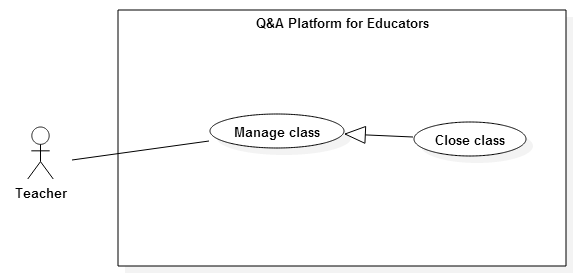 Q&A Platform for Educators
Manage class
Close class
Teacher